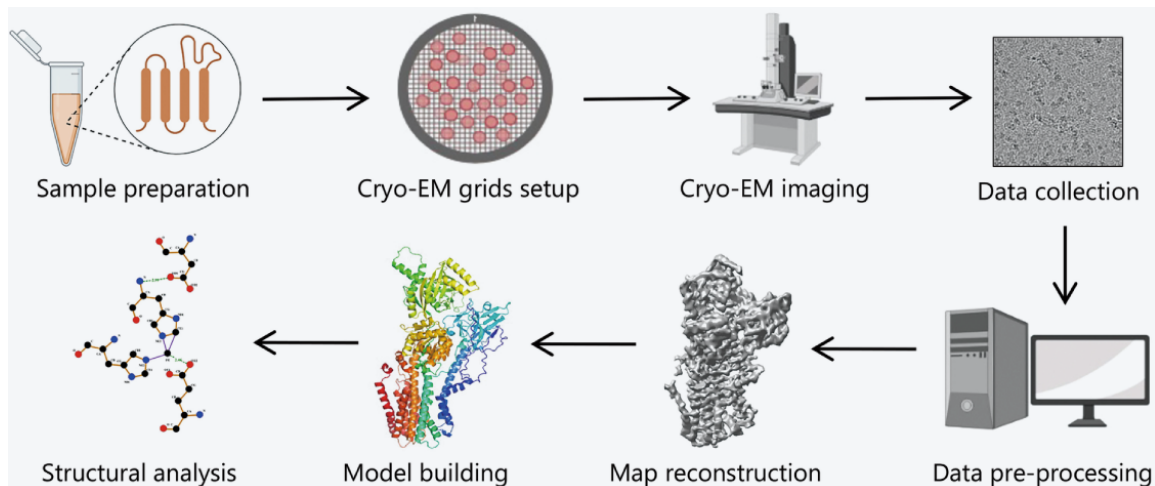 Sample preparation
Cryo-EM grids setup
Cryo-EM imaging
Data collection
Structural analysis
Model building
Map reconstruction
Data pre-processing